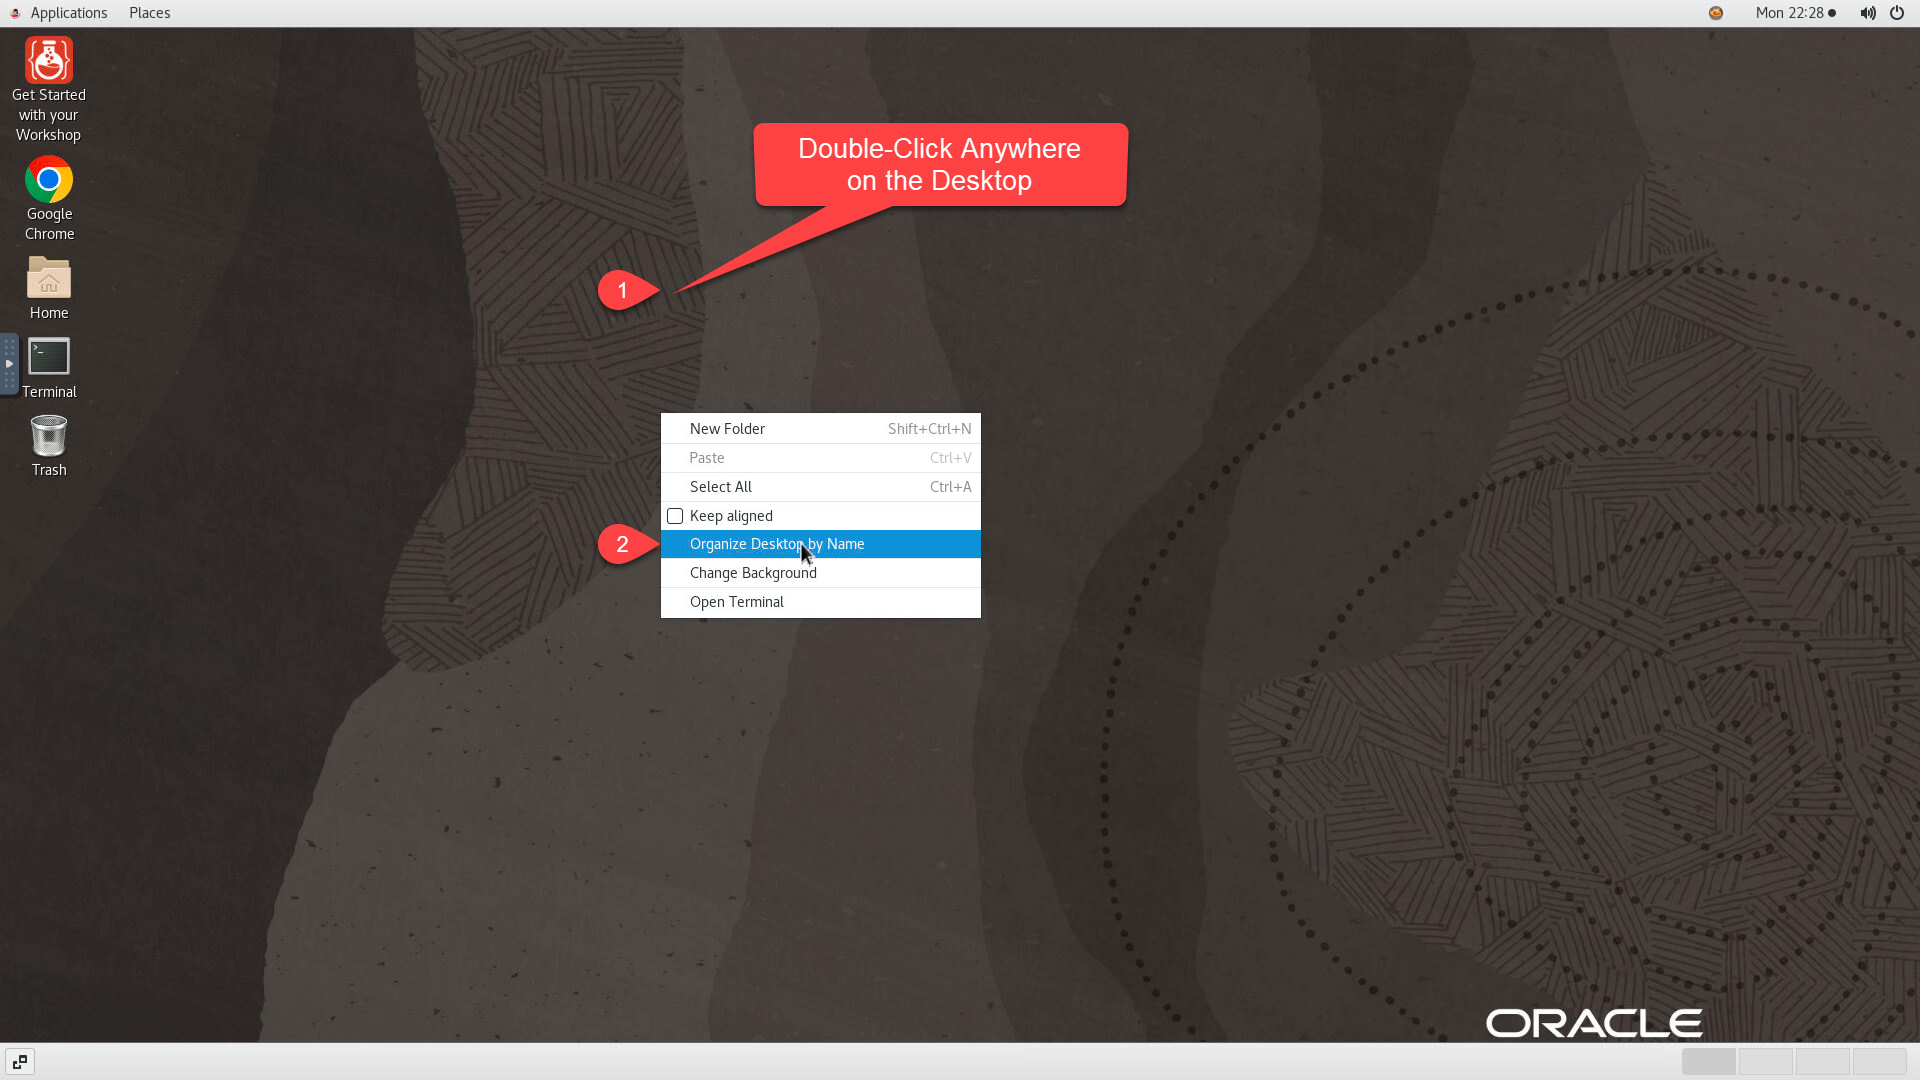 Applications Places
Mon 22:28
Get Started
with your
Workshop
Google
Chrome
Home
Terminal
Trash
Double-Click Anywhere
on the Desktop
1
New Folder Shift+Ctrl+N
Paste Ctrl+V
Select All Ctrl+A
Keep aligned
2
Organize Desktop by Name
Change Background
Open Terminal
ORACLE